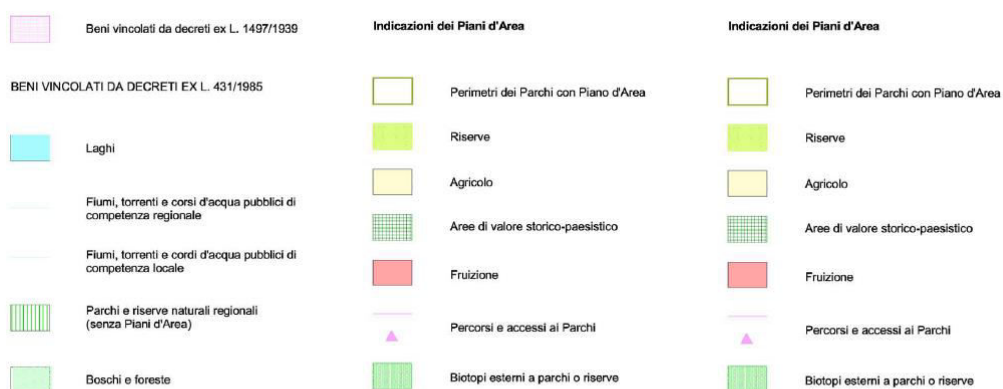 Beni vincolati da decreti ex L. 1497/1939
BENI VINCOLATI DA DECRETI EX L. 431/1985
Laghi
Fiumi, torrenti e corsi d'acqua pubblici di
competenza regionale
Fiumi, torrenti e cordi d'acqua pubblici di
competenza locale
Parchi e riserve naturali regionali
(senza Piani d'Area)
Boschi e foreste
Indicazioni dei Piani d'Area
Perimetri dei Parchi con Piano d'Area
Riserve
Agricolo
Aree di valore storico-paesistico
Fruizione
Percorsi e accessi ai Parchi
Biotopi esterni a parchi o riserve
Indicazioni dei Piani d'Area
Perimetri dei Parchi con Piano d'Area
Riserve
Agricolo
Aree di valore storico-paesistico
Fruizione
Percorsi e accessi ai Parchi
Biotopi esterni a parchi o riserve